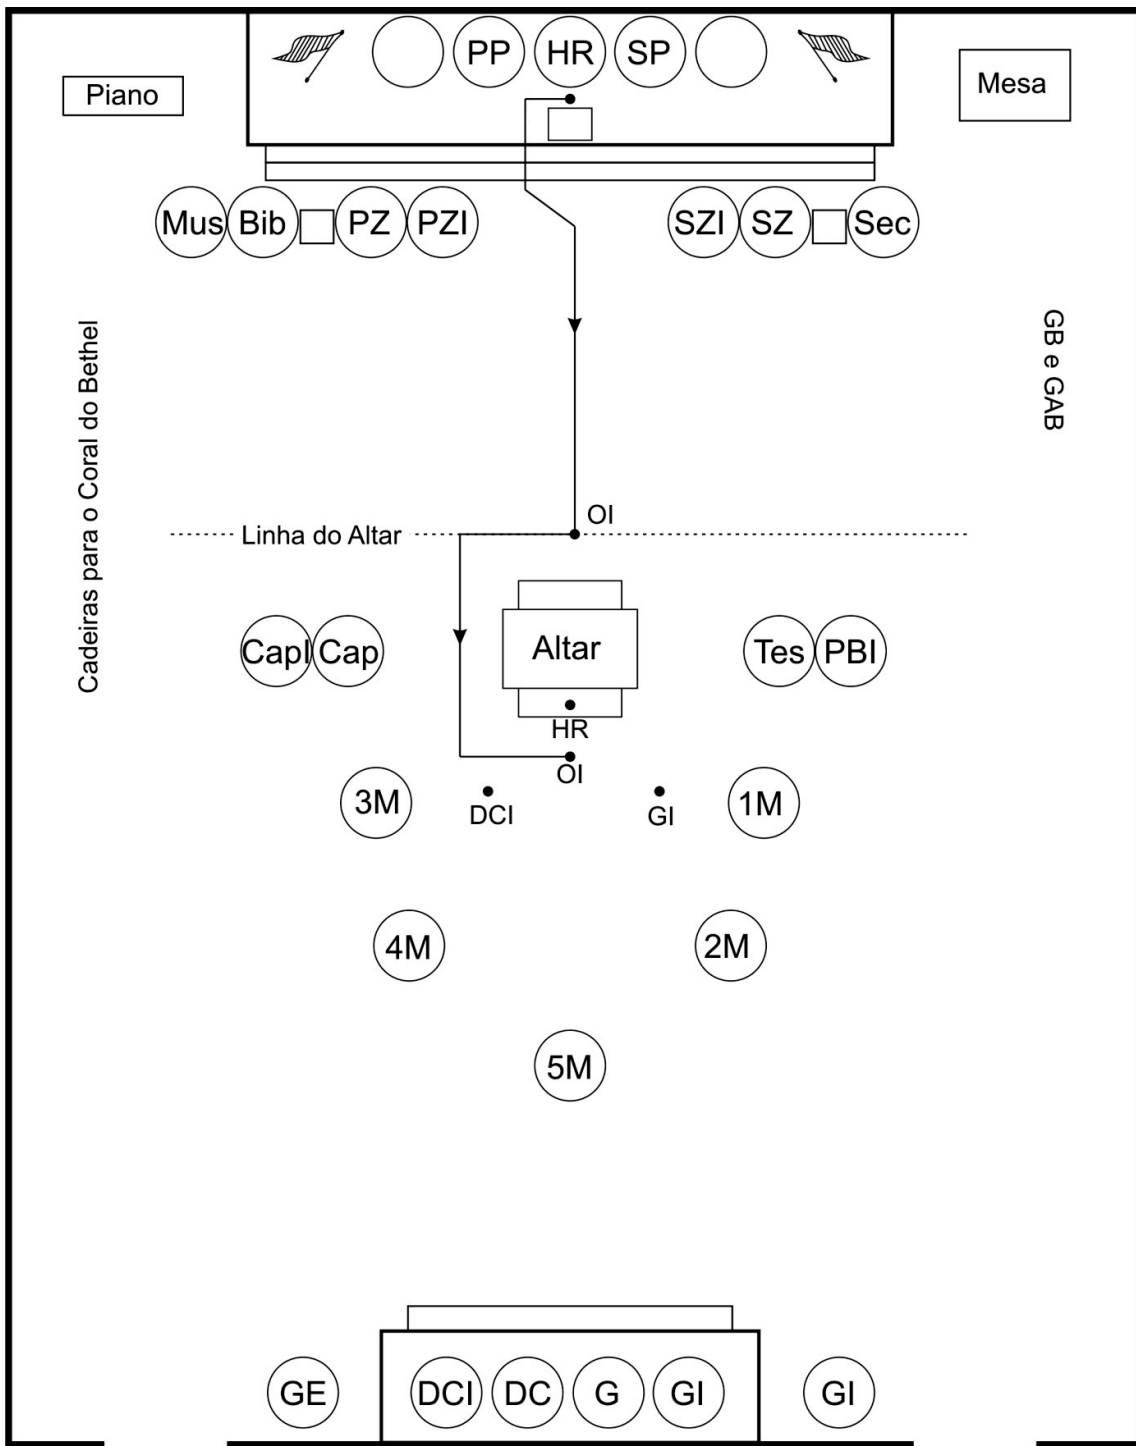 PP
HR
SP
Piano
Mesa
Mus
Bib
PZ
PZI
SZI
SZ
Sec
Cadeiras para o Coral do Bethel
GB e GAB
OI
Linha do Altar
CapI
Cap
Altar
Tes
PBI
HR
OI
3M
DCI
GI
1M
4M
2M
5M
GE
DCI
DC
G
GI
GI